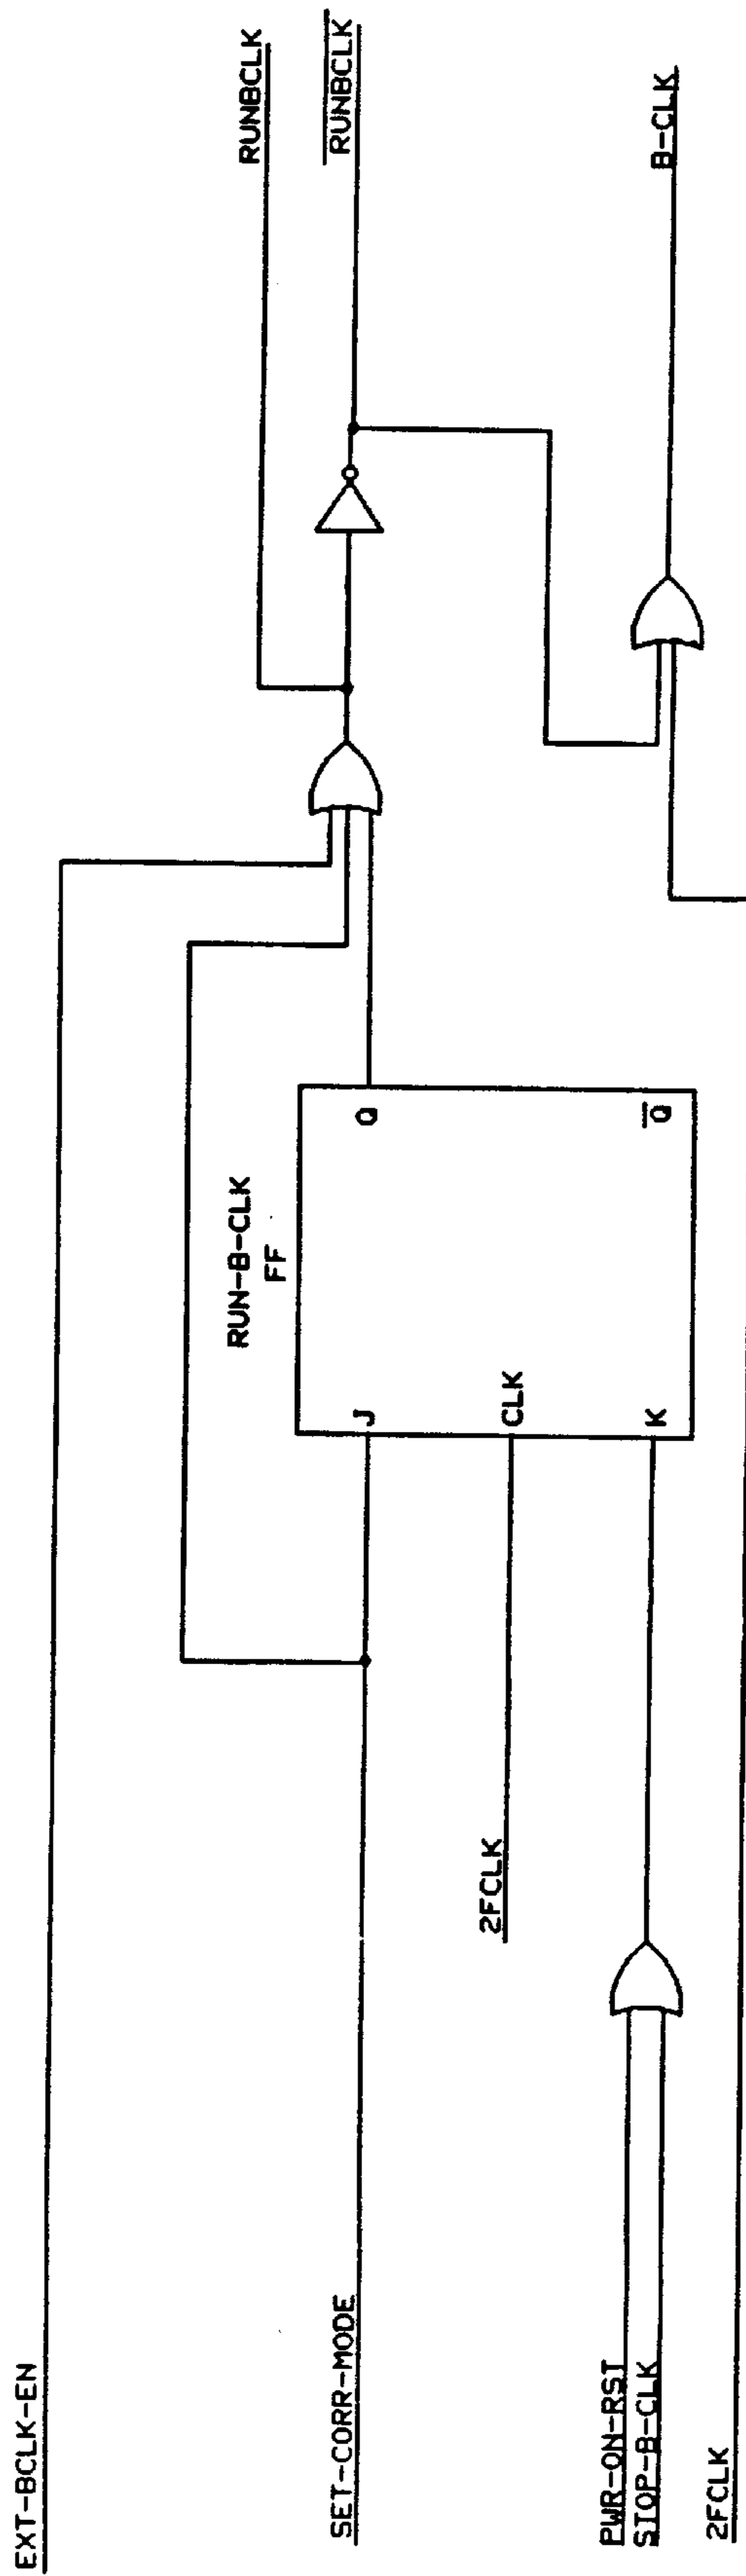 EXT-BCLK-EN
SET-CORR-MODE
PWR-ON-RST
STOP-B-CLK
2FCLK
2FCLK
RUN-B-CLK
FF
J
CLK
K
Q
Q̅
RUNBCLK
R̅U̅N̅B̅C̅L̅K̅
B-CLK